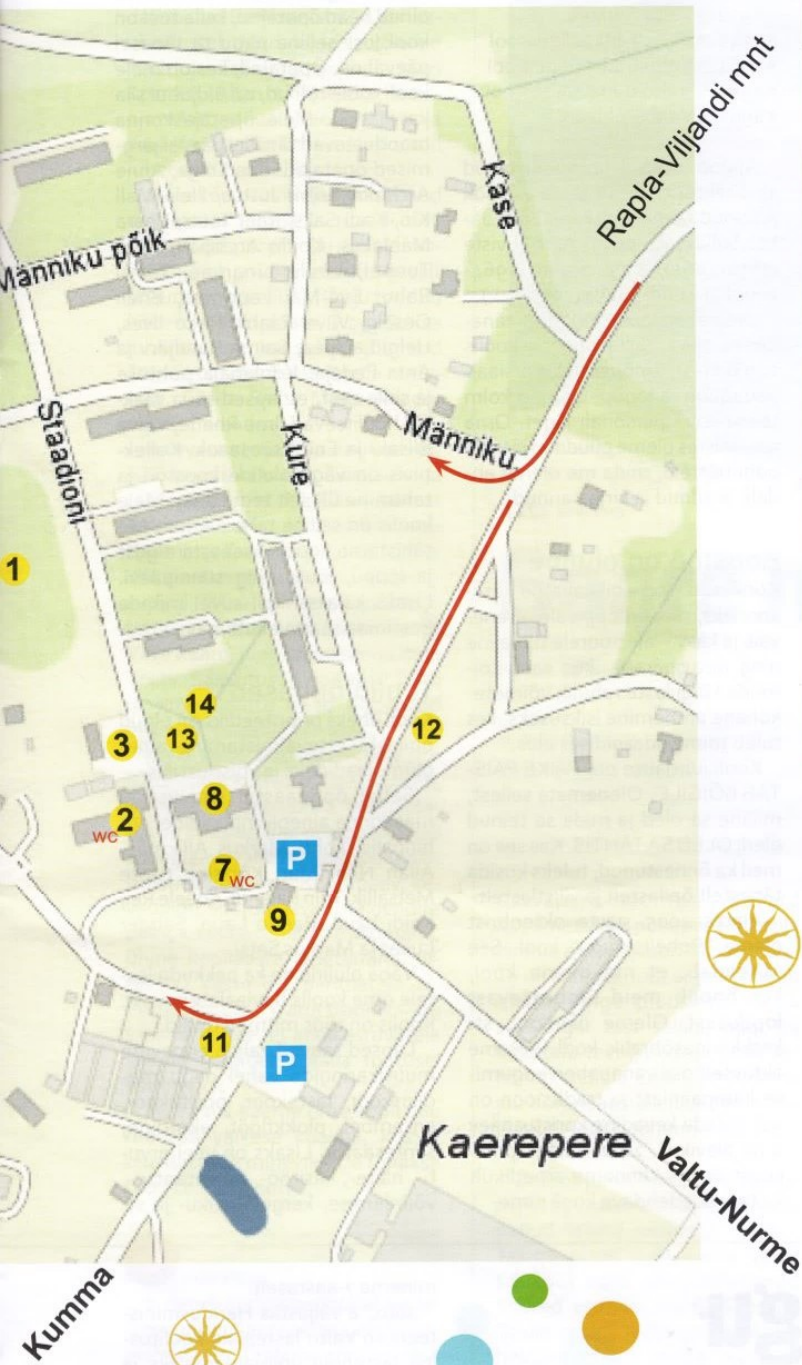 Rapla-Viljandi mnt
Kase
Männiku põik
Staadioni
Kure
Männiku
1
14
13
12
3
8
2
wc
P
7
wc
9
11
P
Kaerepere
Valtu-Nurme
Kumma